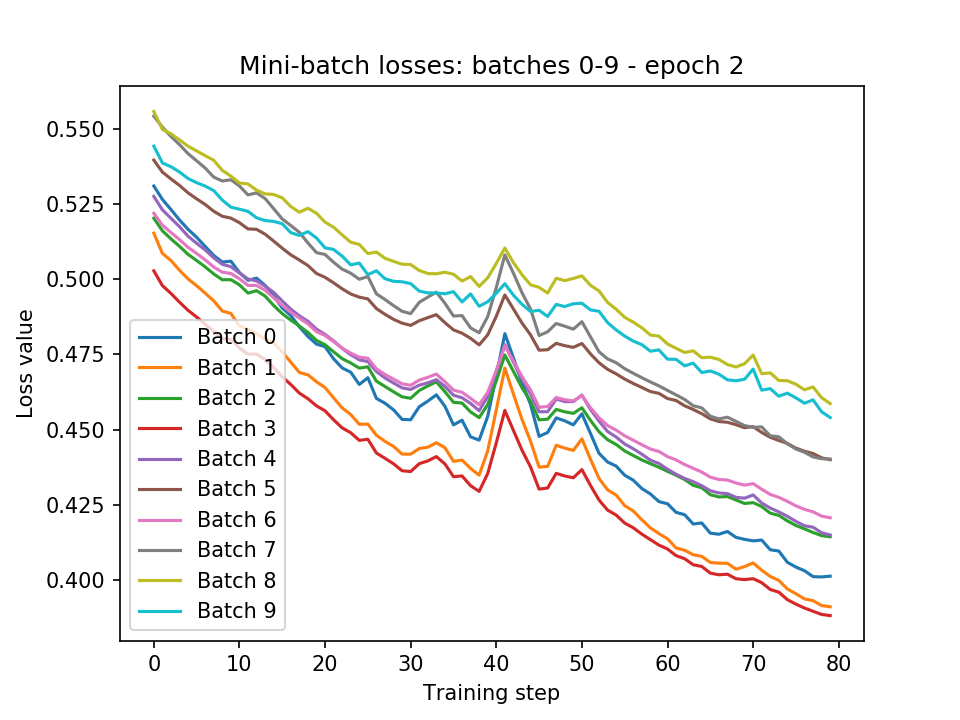 Mini-batch losses: batches 0-9 - epoch 2
Loss value
0.550
0.525
0.500
0.475
0.450
0.425
0.400
Batch 0
Batch 1
Batch 2
Batch 3
Batch 4
Batch 5
Batch 6
Batch 7
Batch 8
Batch 9
0 10 20 30 40 50 60 70 80
Training step